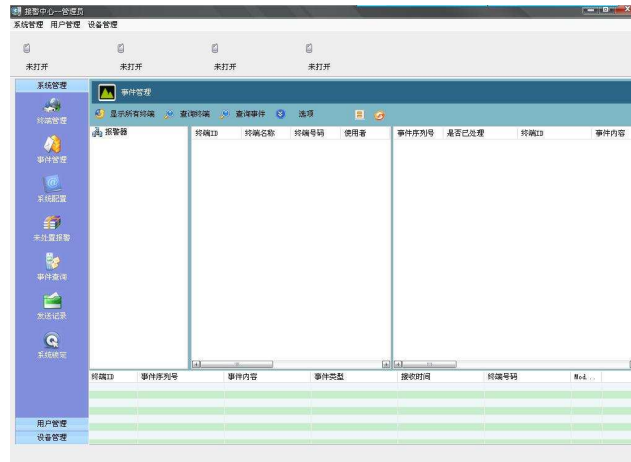 报警中心--管理员
系统管理 用户管理 设备管理
未打开 未打开 未打开 未打开
系统管理
终端管理
事件管理
系统配置
未处置报警
事件查询
发送记录
系统验证
用户管理
设备管理
事件管理
显示所有终端 查询终端 查询事件 选项
报警器
终端ID 终端名称 终端号码 使用者
事件序列号 是否已处理 终端ID 事件内容
终端ID 事件序列号 事件内容 事件类型 接收时间 终端号码 Mod...